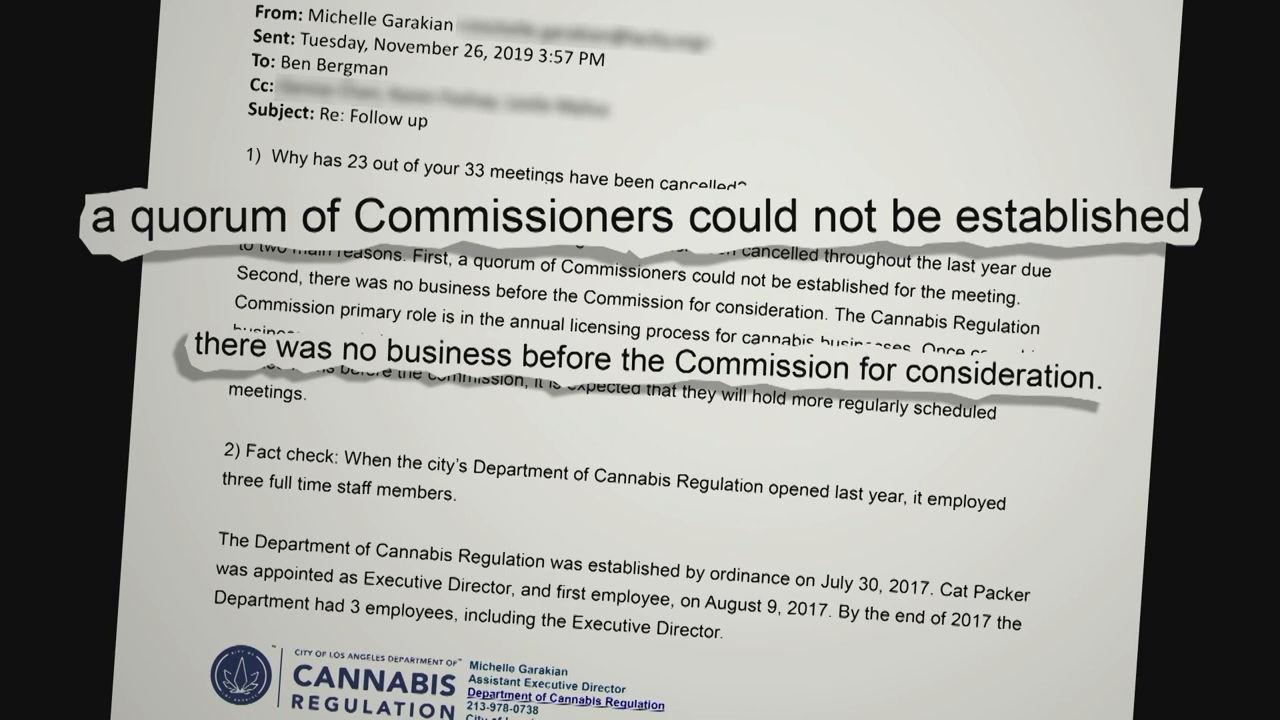 From: Michelle Garakian
Sent: Tuesday, November 26, 2019 3:57 PM
To: Ben Bergman
Cc:
Subject: Re: Follow up
1) Why has 23 out of your 33 meetings have been cancelled?
a quorum of Commissioners could not be established
to two main reasons. First, a quorum of Commissioners could not be established for the meeting.
cancelled throughout the last year due
Second, there was no business before the Commission for consideration. The Cannabis Regulation
Commission primary role is in the annual licensing process for cannabis businesses. Once
there was no business before the Commission for consideration.
before the commission, it is expected that they will hold more regularly scheduled
meetings.
2) Fact check: When the city's Department of Cannabis Regulation opened last year, it employed
three full time staff members.
The Department of Cannabis Regulation was established by ordinance on July 30, 2017. Cat Packer
was appointed as Executive Director, and first employee, on August 9, 2017. By the end of 2017 the
Department had 3 employees, including the Executive Director.
CITY OF LOS ANGELES DEPARTMENT OF
CANNABIS
REGULATION
Michelle Garakian
Assistant Executive Director
Department of Cannabis Regulation
213-978-0738